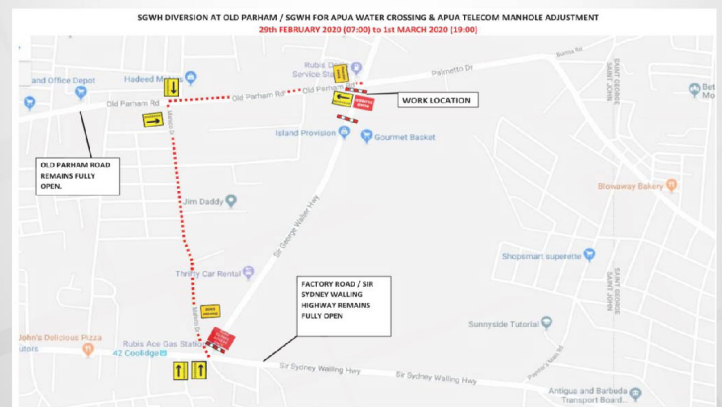 SGWH DIVERSION AT OLD PARHAM / SGWH FOR APUA WATER CROSSING & APUA TELECOM MANHOLE ADJUSTMENT
29th FEBRUARY 2020 (07:00) to 1st MARCH 2020 (19:00)
and Office Depot
Hadeed
Service
Palmetto Dr
WORK LOCATION
Old Parham Rd
Old Parham Rd
Old Parham
Island Provision
Gourmet Basket
OLD PARHAM ROAD
REMAINS FULLY
OPEN.
Jim Daddy
Sir George Walter Hwy
Thrifty Car Rental
SAINT GEORGE
SAINT JOHN
Blonaway Bakery
Shopsmart superette
SAINT GEORGE
SAINT JOHN
FACTORY ROAD / SIR
SYDNEY WALLING
HIGHWAY REMAINS
FULLY OPEN
Sunnyside Tutorial
John's Delicious Pizza
utors
Rubis Ace Gas Station
42 Coolidge
Sir Sydney Walling Hwy
Sir Sydney Walling Hwy
Antigua and Barbuda
Transport Board...